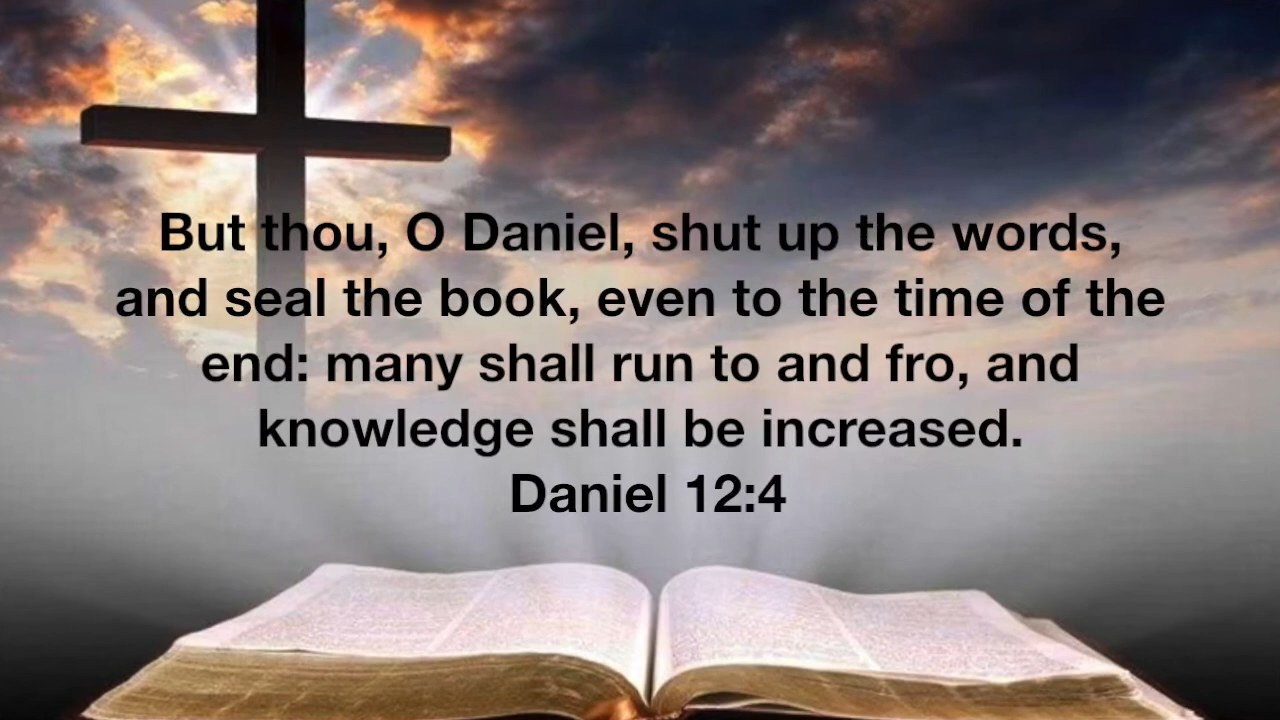 But thou, O Daniel, shut up the words,
and seal the book, even to the time of the
end: many shall run to and fro, and
knowledge shall be increased.
Daniel 12:4